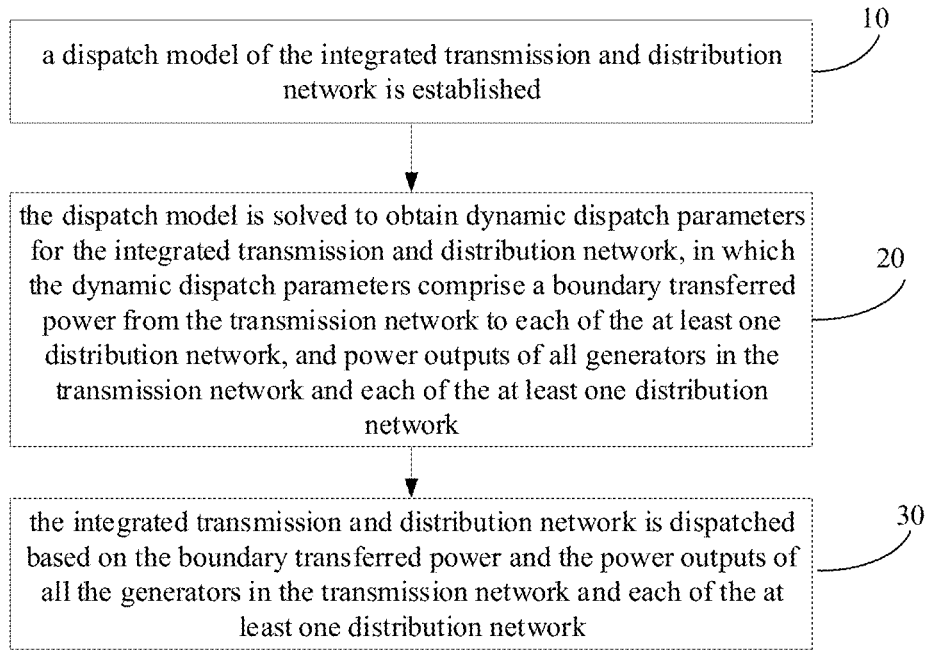 10
a dispatch model of the integrated transmission and distribution
network is established
20
the dispatch model is solved to obtain dynamic dispatch parameters
for the integrated transmission and distribution network, in which
the dynamic dispatch parameters comprise a boundary transferred
power from the transmission network to each of the at least one
distribution network, and power outputs of all generators in the
transmission network and each of the at least one distribution
network
30
the integrated transmission and distribution network is dispatched
based on the boundary transferred power and the power outputs of
all the generators in the transmission network and each of the at
least one distribution network